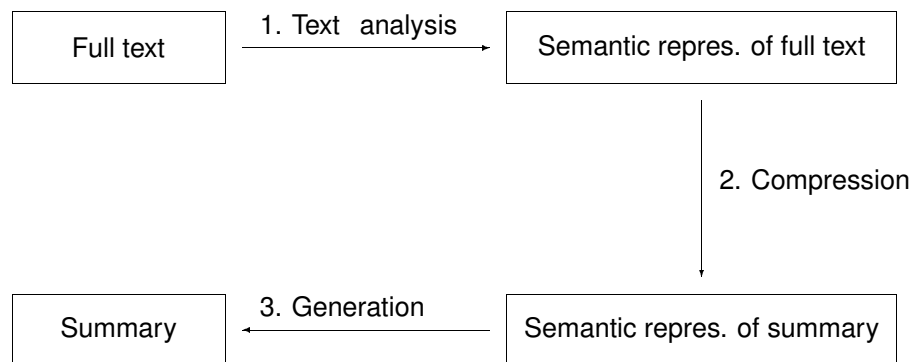 Full text
1. Text analysis
Semantic repres. of full text
2. Compression
Summary
3. Generation
Semantic repres. of summary